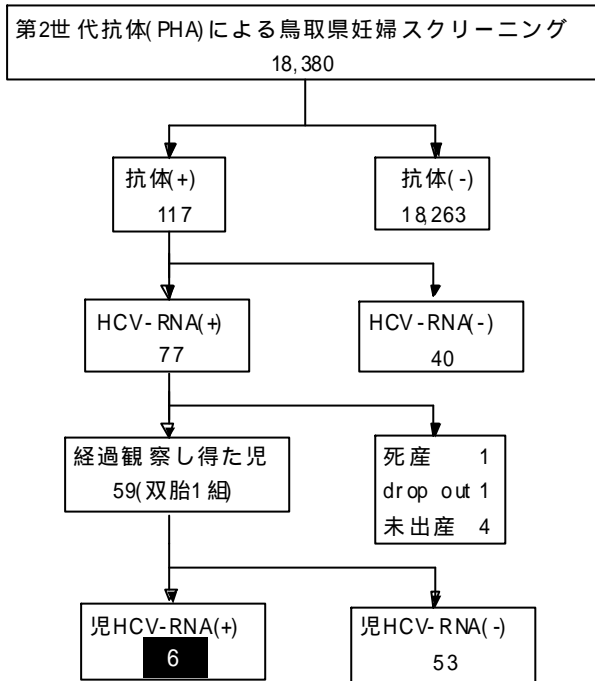 第2世代抗体(PHA)による鳥取県妊婦スクリーニング
18,380
抗体(+)
117
抗体(-)
18,263
HCV-RNA(+)
77
HCV-RNA(-)
40
経過観察し得た児
59(双胎1組)
死産 1
drop out 1
未出産 4
児HCV-RNA(+)
6
児HCV-RNA(-)
53